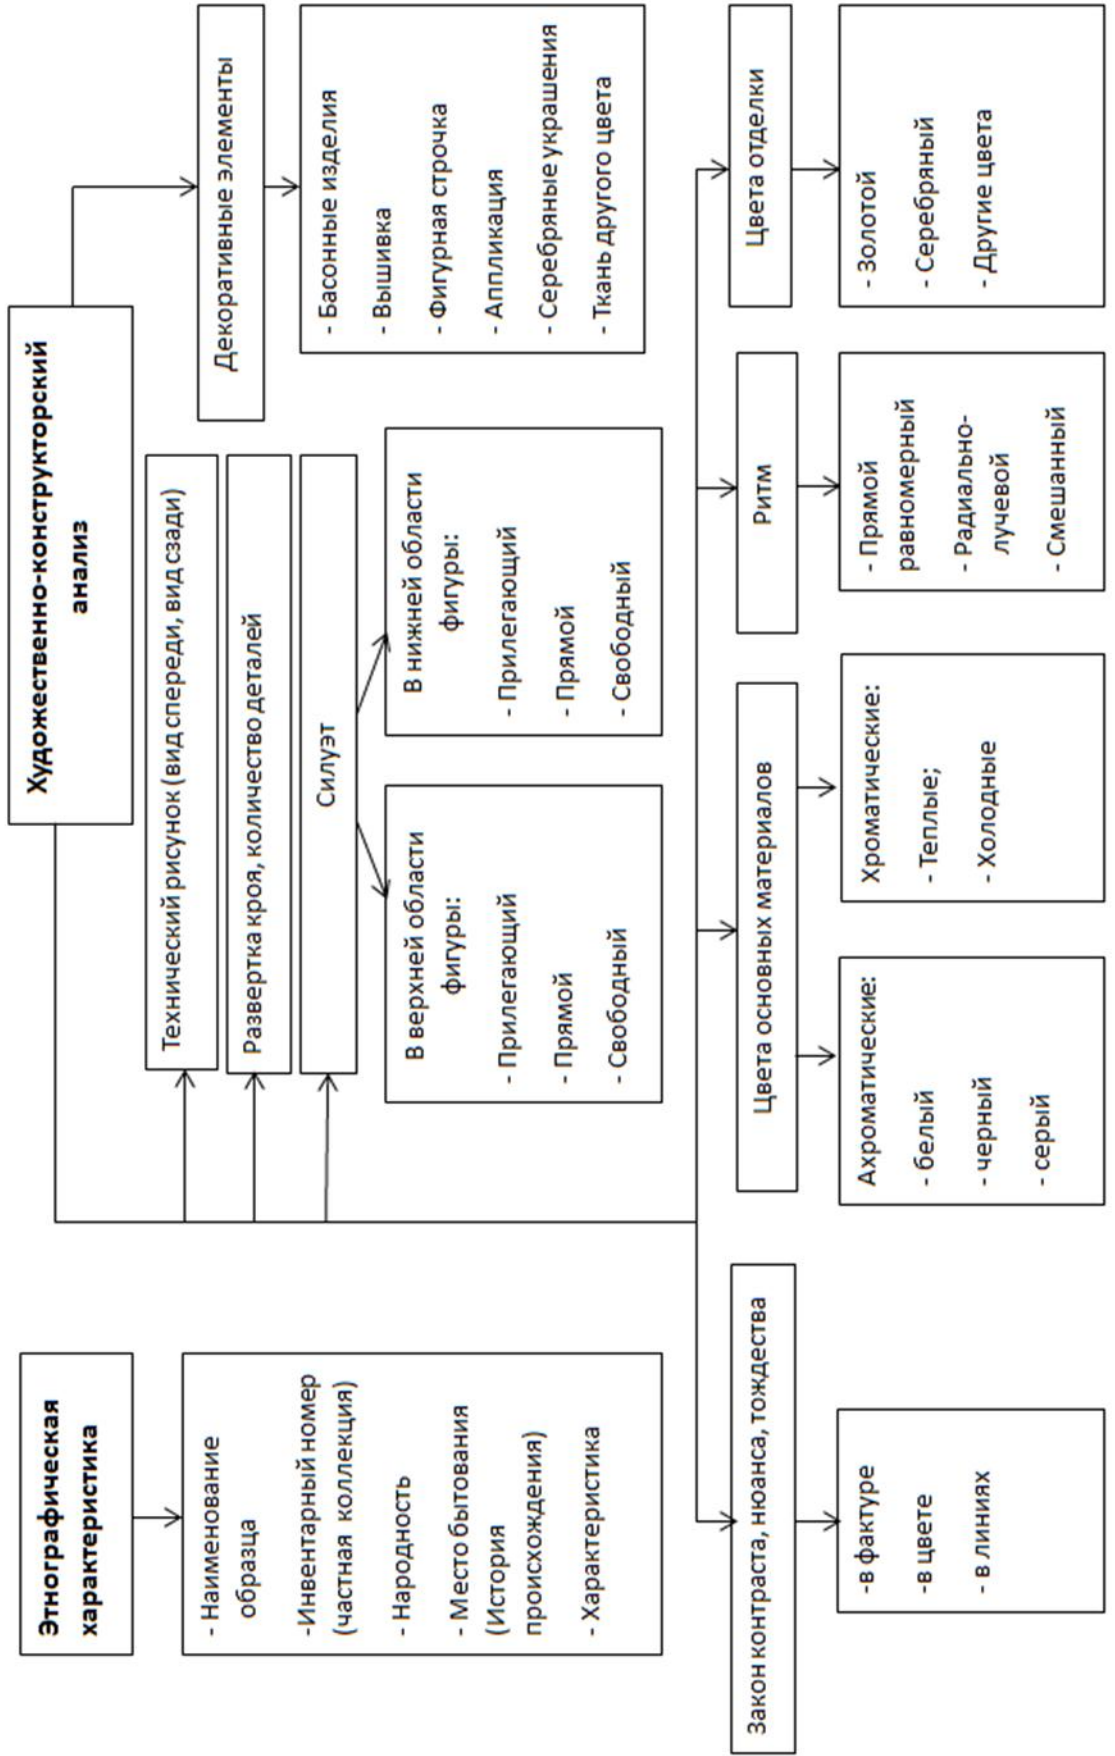 Этнографическая
характеристика
- Наименование
образца
-Инвентарный номер
(частная коллекция)
- Народность
- Место бытования
(История
происхождения)
- Характеристика
Художественно-конструкторский
анализ
Технический рисунок (вид спереди, вид сзади)
Развертка кроя, количество деталей
Силуэт
В верхней области
фигуры:
- Прилегающий
- Прямой
- Свободный
В нижней области
фигуры:
- Прилегающий
- Прямой
- Свободный
Декоративные элементы
- Басонные изделия
- Вышивка
- Фигурная строчка
- Аппликация
- Серебряные украшения
- Ткань другого цвета
Закон контраста, нюанса, тождества
-в фактуре
-в цвете
- в линиях
Цвета основных материалов
Ахроматические:
- белый
- черный
- серый
Хроматические:
- Теплые;
- Холодные
Ритм
- Прямой
равномерный
- Радиально-
лучевой
- Смешанный
Цвета отделки
- Золотой
- Серебряный
- Другие цвета